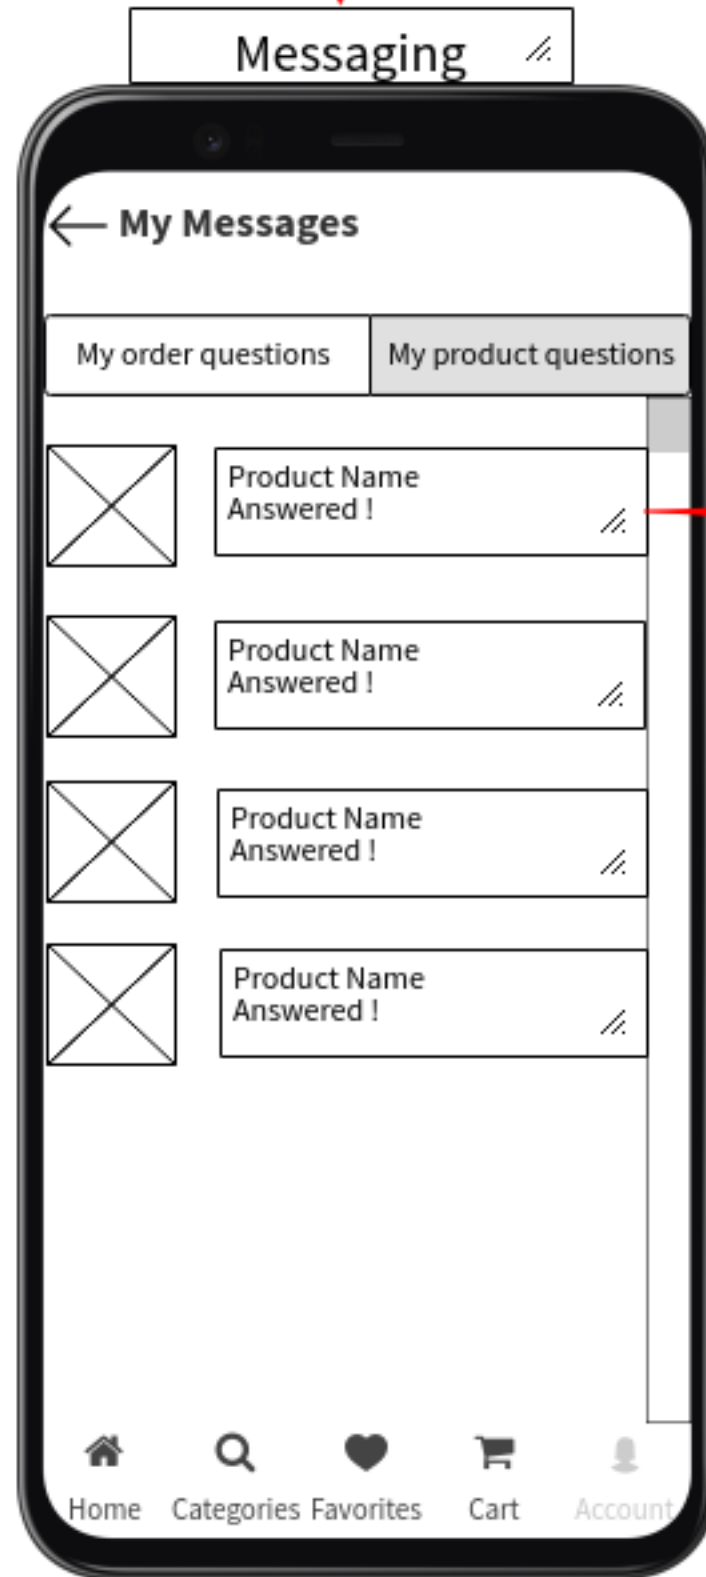 Messaging
My Messages
My order questions
My product questions
Product Name
Answered !
Product Name
Answered !
Product Name
Answered !
Product Name
Answered !
Home
Categories
Favorites
Cart
Account